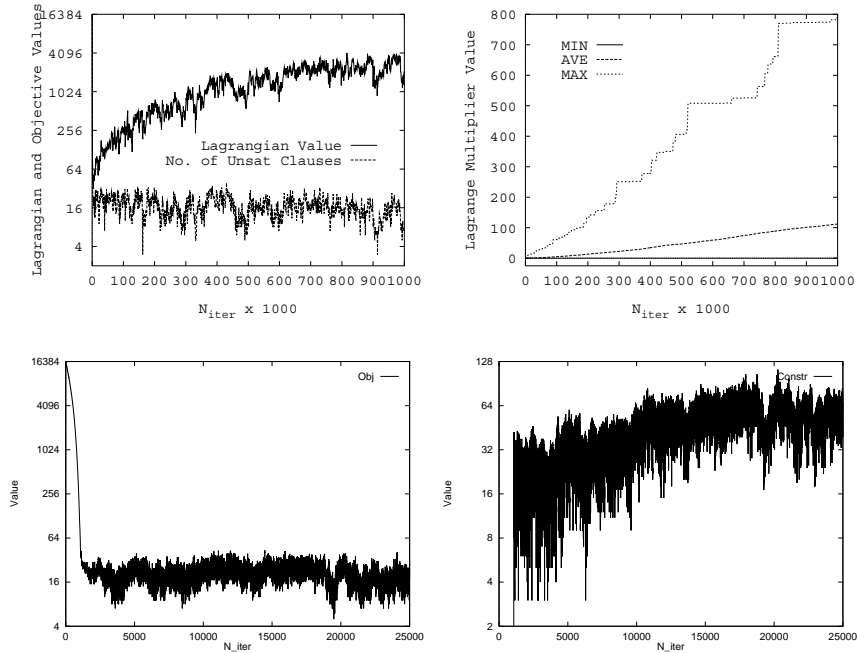 Lagrangian and Objective Values
16384
4096
1024
256
64
16
4
Lagrangian Value
No. of Unsat Clauses
0 100 200 300 400 500 600 700 800 900 1000
N_iter x 1000
Lagrange Multiplier Value
800
700
600
500
400
300
200
100
0
MIN
AVE
MAX
0 100 200 300 400 500 600 700 800 900 1000
N_iter x 1000
Value
16384
4096
1024
256
64
16
4
Obj
0 5000 10000 15000 20000 25000
N_iter
Value
128
64
32
16
8
4
2
Constr
0 5000 10000 15000 20000 25000
N_iter